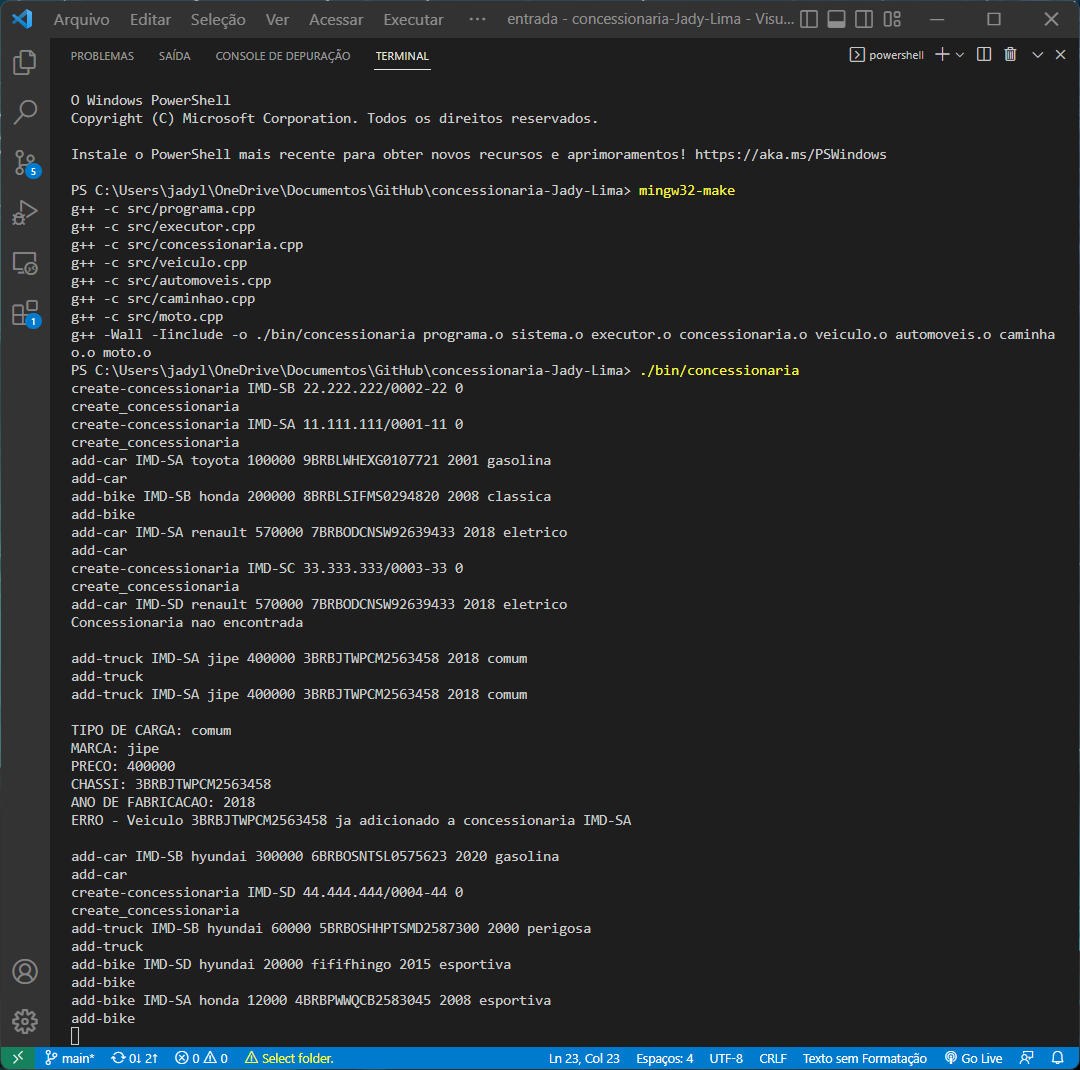 Arquivo Editar Seleção Ver Acessar Executar ··· entrada - concessionaria-Jady-Lima - Visu...
PROBLEMAS SAÍDA CONSOLE DE DEPURAÇÃO TERMINAL powershell
O Windows PowerShell
Copyright (C) Microsoft Corporation. Todos os direitos reservados.
Instale o PowerShell mais recente para obter novos recursos e aprimoramentos! https://aka.ms/PSWindows
PS C:\Users\jadyl\OneDrive\Documentos\GitHub\concessionaria-Jady-Lima> mingw32-make
g++ -c src/programa.cpp
g++ -c src/executor.cpp
g++ -c src/concessionaria.cpp
g++ -c src/veiculo.cpp
g++ -c src/automoveis.cpp
g++ -c src/caminhao.cpp
g++ -c src/moto.cpp
g++ -Wall -Iinclude -o ./bin/concessionaria programa.o sistema.o executor.o concessionaria.o veiculo.o automoveis.o caminha
o.o moto.o
PS C:\Users\jadyl\OneDrive\Documentos\GitHub\concessionaria-Jady-Lima> ./bin/concessionaria
create-concessionaria IMD-SB 22.222.222/0002-22 0
create_concessionaria
create-concessionaria IMD-SA 11.111.111/0001-11 0
create_concessionaria
add-car IMD-SA toyota 100000 9BRBLWHEXG0107721 2001 gasolina
add-car
add-bike IMD-SB honda 200000 8BRBLSIFMS0294820 2008 classica
add-bike
add-car IMD-SA renault 570000 7BRBODCNSW92639433 2018 eletrico
add-car
create-concessionaria IMD-SC 33.333.333/0003-33 0
create_concessionaria
add-car IMD-SD renault 570000 7BRBODCNSW92639433 2018 eletrico
Concessionaria nao encontrada
add-truck IMD-SA jipe 400000 3BRBJTWPCM2563458 2018 comum
add-truck
add-truck IMD-SA jipe 400000 3BRBJTWPCM2563458 2018 comum
TIPO DE CARGA: comum
MARCA: jipe
PRECO: 400000
CHASSI: 3BRBJTWPCM2563458
ANO DE FABRICACAO: 2018
ERRO - Veiculo 3BRBJTWPCM2563458 ja adicionado a concessionaria IMD-SA
add-car IMD-SB hyundai 300000 6BRBOSNTSL0575623 2020 gasolina
add-car
create-concessionaria IMD-SD 44.444.444/0004-44 0
create_concessionaria
add-truck IMD-SB hyundai 60000 5BRBOSHHPTSMD2587300 2000 perigosa
add-truck
add-bike IMD-SD hyundai 20000 fififhingo 2015 esportiva
add-bike
add-bike IMD-SA honda 12000 4BRBPWWQCB2583045 2008 esportiva
add-bike
5
1
main* 0↓ 2↑ 0 0 Select folder. Ln 23, Col 23 Espaços: 4 UTF-8 CRLF Texto sem Formatação Go Live